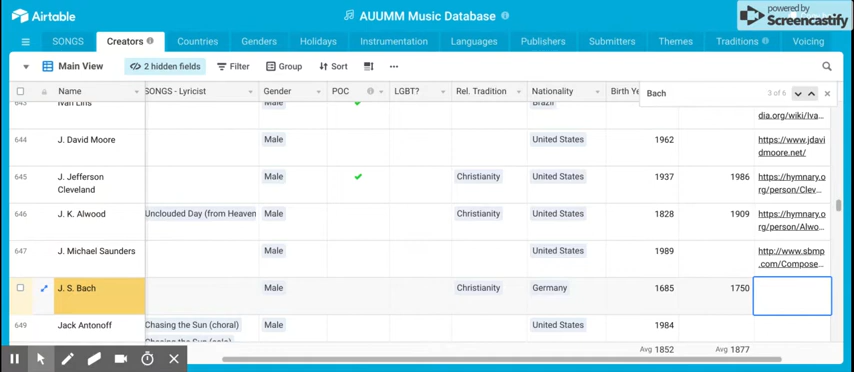 Airtable
AUUMM Music Database
powered by
Screencastify
SONGS
Creators
Countries
Genders
Holidays
Instrumentation
Languages
Publishers
Submitters
Themes
Traditions
Voicing
Main View
2 hidden fields
Filter
Group
Sort
Name
SONGS - Lyricist
Gender
POC
LGBT?
Rel. Tradition
Nationality
Birth Ye
Bach
3 of 6
643
Ivan Lins
Male
Brazil
dia.org/wiki/Iva...
644
J. David Moore
Male
United States
1962
https://www.jdavi
dmoore.net/
645
J. Jefferson
Cleveland
Male
Christianity
United States
1937
1986
https://hymnary.o
rg/person/Clev...
646
J. K. Alwood
Unclouded Day (from Heaven
Male
Christianity
United States
1828
1909
https://hymnary.o
rg/person/Alwo...
647
J. Michael Saunders
Male
United States
1989
http://www.sbmp
.com/Compose...
J. S. Bach
Male
Christianity
Germany
1685
1750
649
Jack Antonoff
Chasing the Sun (choral)
Chasing the Sun (solo)
Male
United States
1984
Avg 1852
Avg 1877